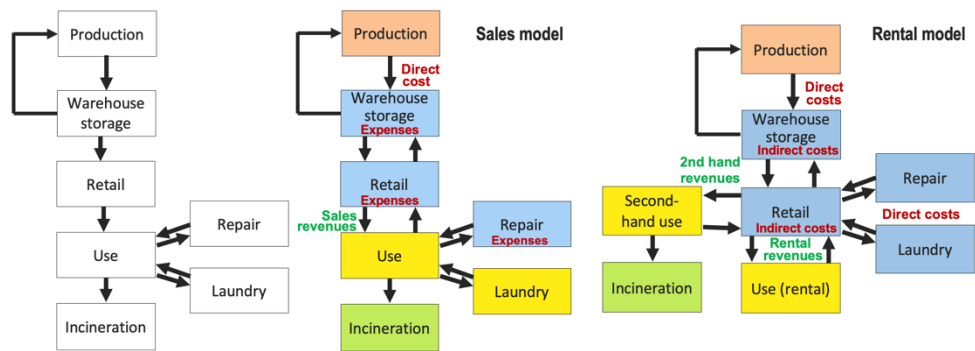 Production
Warehouse
storage
Retail
Use
Repair
Laundry
Incineration
Sales model
Production
Direct
cost
Warehouse
storage
Expenses
Retail
Expenses
Sales
revenues
Use
Repair
Expenses
Laundry
Incineration
Rental model
Production
Direct
costs
Warehouse
storage
Indirect costs
2nd hand
revenues
Second-
hand use
Retail
Indirect costs
Repair
Direct costs
Laundry
Rental
revenues
Incineration
Use (rental)